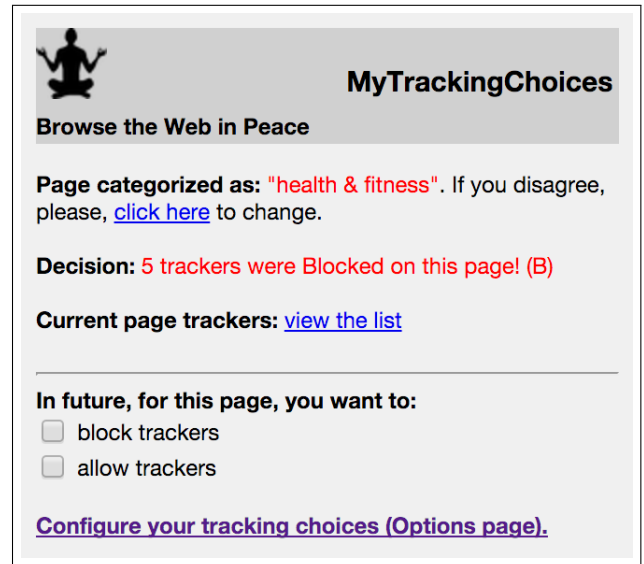 MyTrackingChoices
Browse the Web in Peace
Page categorized as: "health & fitness". If you disagree,
please, click here to change.
Decision: 5 trackers were Blocked on this page! (B)
Current page trackers: view the list
In future, for this page, you want to:
block trackers
allow trackers
Configure your tracking choices (Options page).